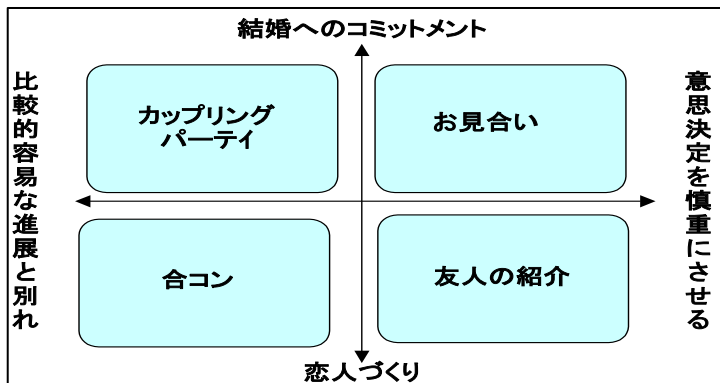 結婚へのコミットメント
比較的容易な進展と別れ
カップリング
パーティ
お見合い
意思決定を慎重にさせる
合コン
友人の紹介
恋人づくり